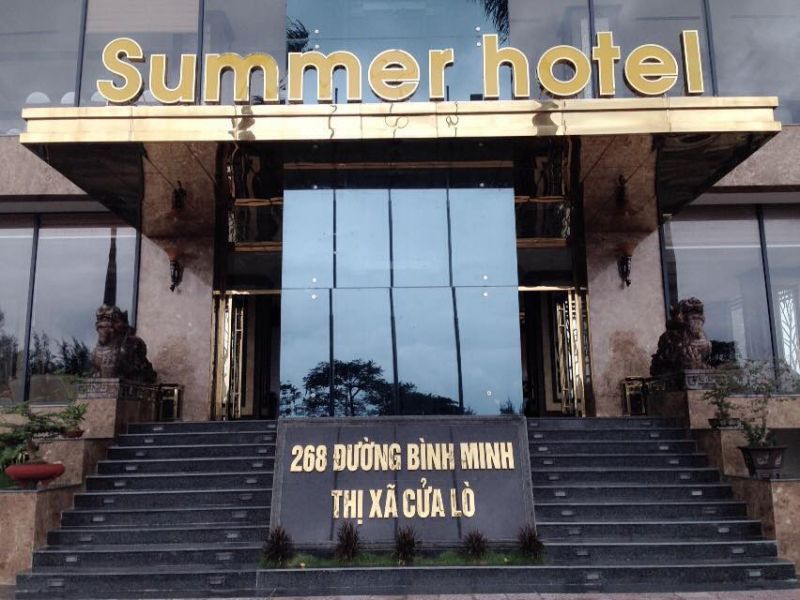 Summer hotel
268 ĐƯỜNG BÌNH MINH
THỊ XÃ CỬA LÒ